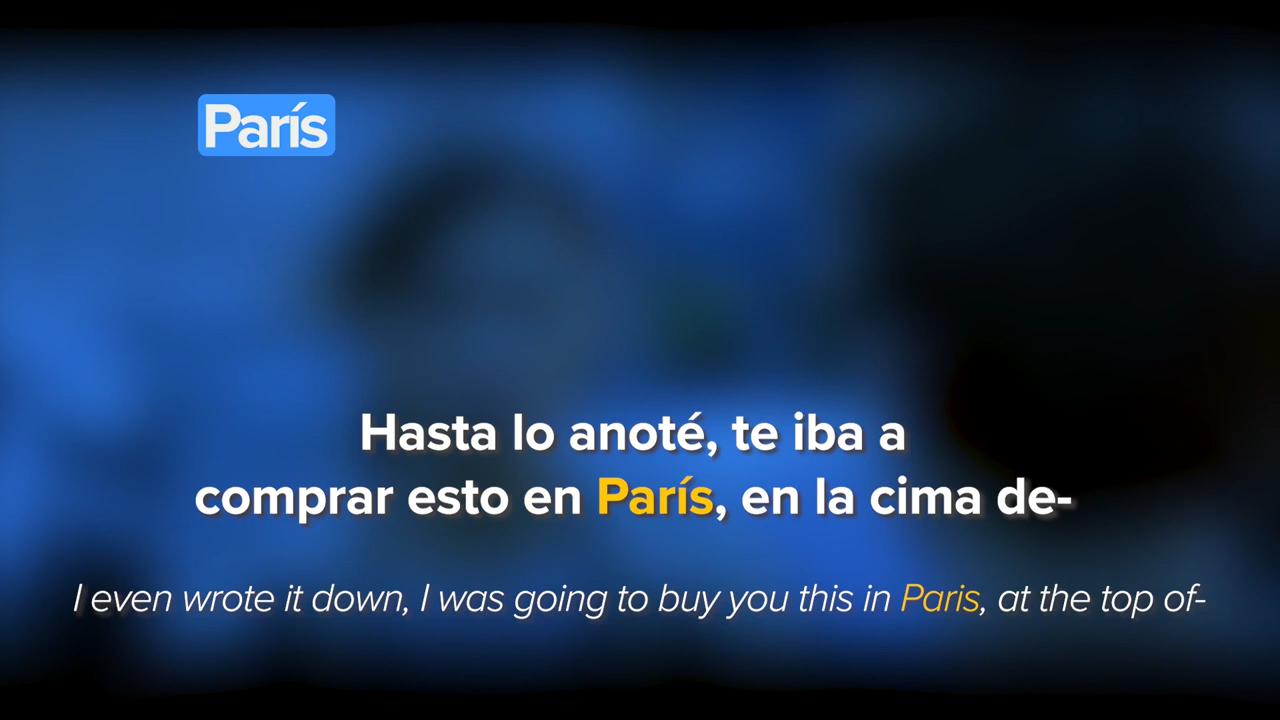 París
Hasta lo anoté, te iba a
comprar esto en París, en la cima de-
I even wrote it down, I was going to buy you this in Paris, at the top of-